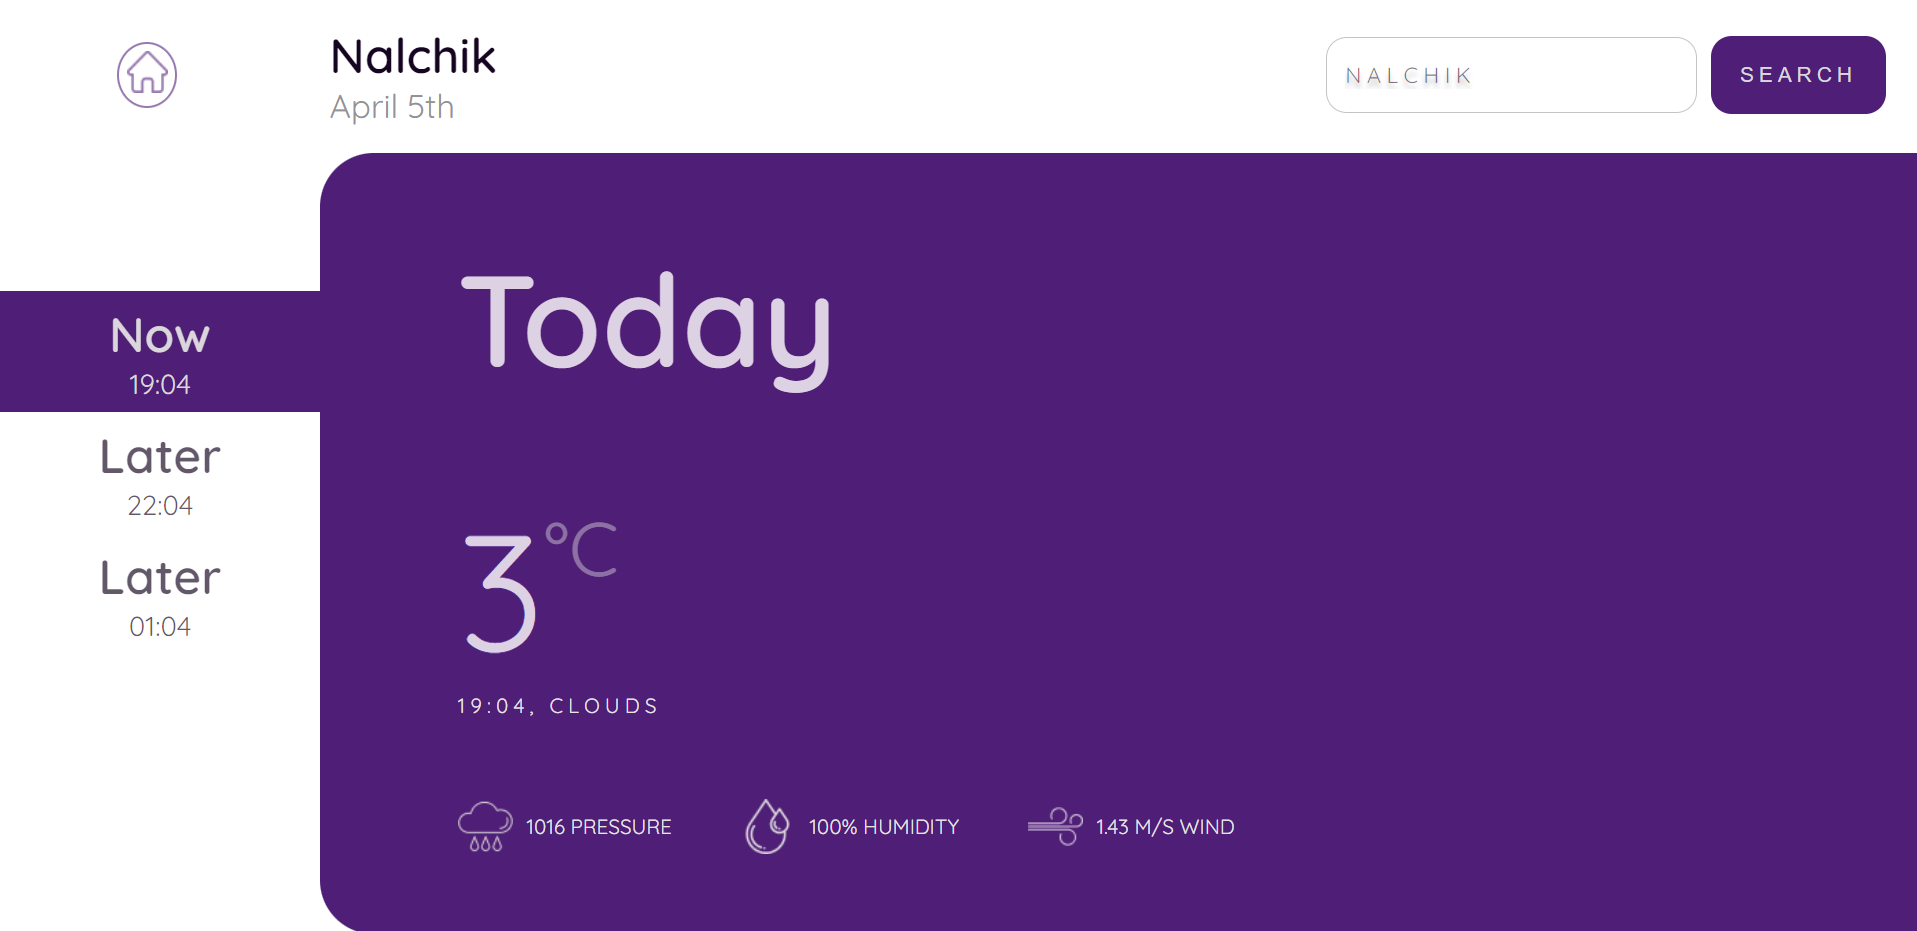 Nalchik
April 5th
NALCHIK
SEARCH
Now
19:04
Later
22:04
Later
01:04
Today
3°C
19:04, CLOUDS
1016 PRESSURE
100% HUMIDITY
1.43 M/S WIND